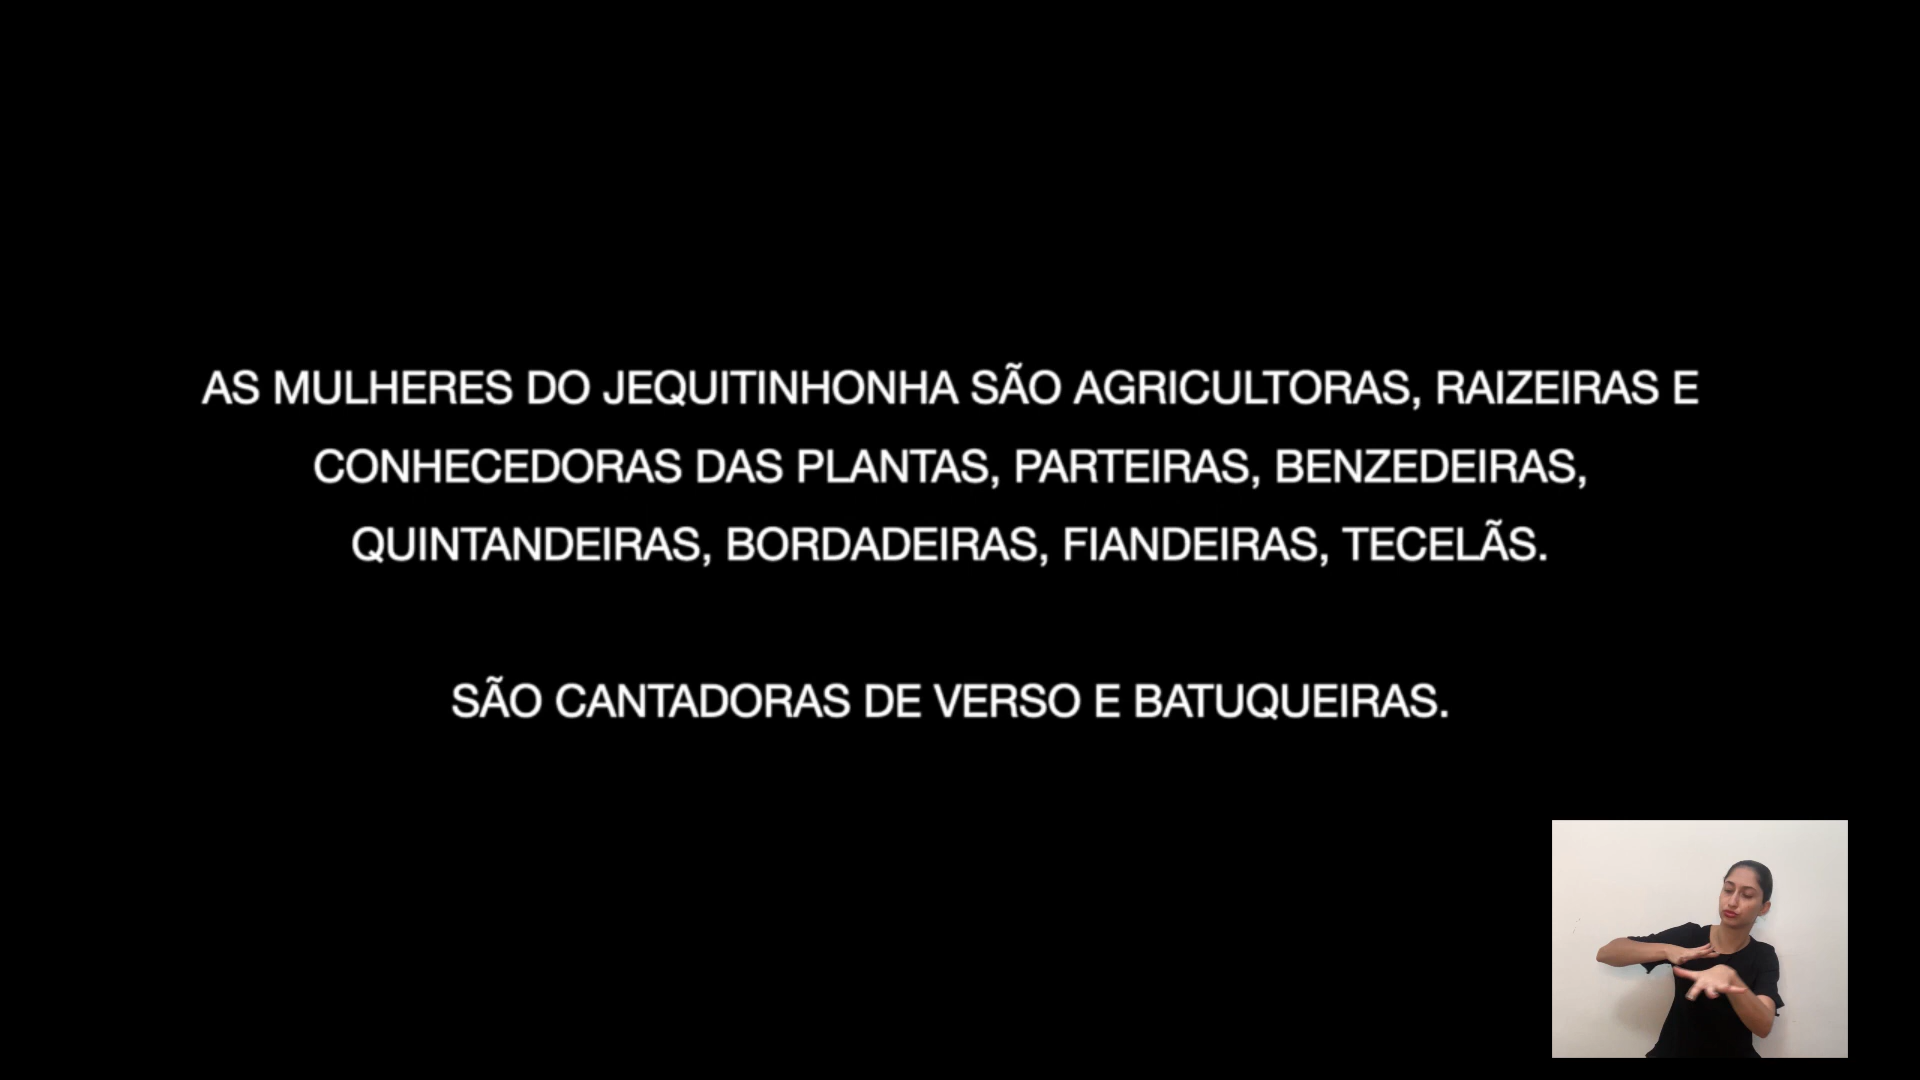 AS MULHERES DO JEQUITINHONHA SÃO AGRICULTORAS, RAIZEIRAS E
CONHECEDORAS DAS PLANTAS, PARTEIRAS, BENZEDEIRAS,
QUINTANDEIRAS, BORDADEIRAS, FIANDEIRAS, TECELÃS.
SÃO CANTADORAS DE VERSO E BATUQUEIRAS.